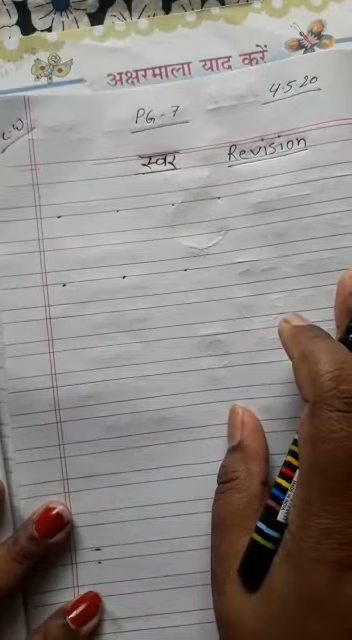 अक्षरमाला याद करें
4.5.20
PG-7
स्वर Revision